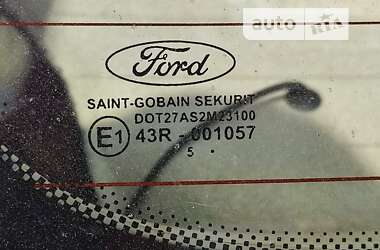 auto RIA
Ford
SAINT-GOBAIN SEKURIT
DOT27AS2M23100
E1 43R - 001057
5 •